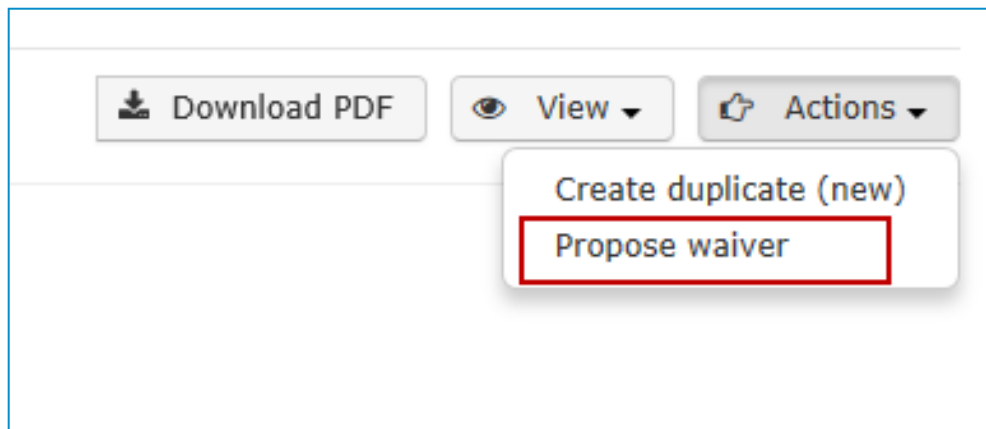 Download PDF View Actions
Create duplicate (new)
Propose waiver